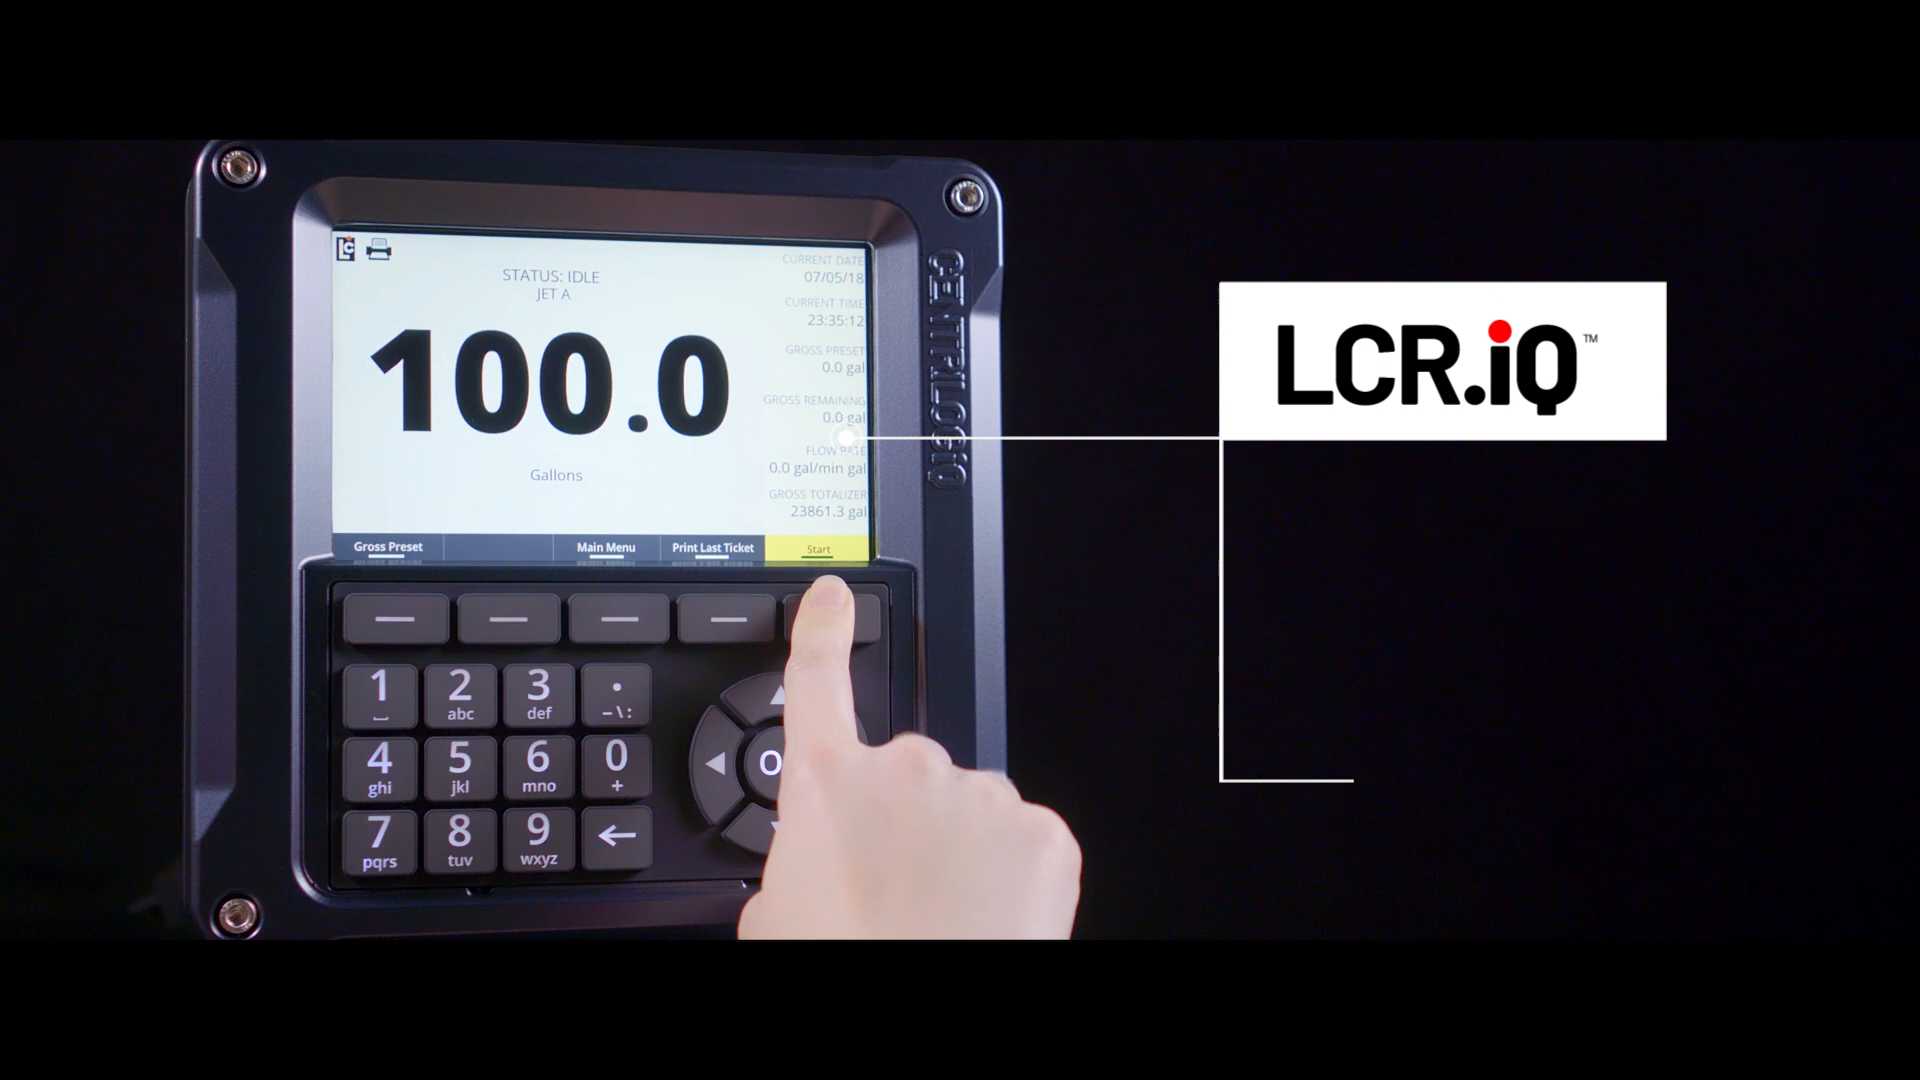 STATUS: IDLE
JET A
100.0
Gallons
CURRENT DATE
07/05/18
CURRENT TIME
23:35:12
GROSS PRESET
0.0 gal
GROSS REMAINING
0.0 gal
FLOW RATE
0.0 gal/min gal
GROSS TOTALIZER
23861.3 gal
Gross Preset
Main Menu
Print Last Ticket
Start
CENTRILOGIQ
LCR.iQ™
1 2 3 .
abc def -\:
4 5 6 0
ghi jkl mno +
7 8 9 ←
pqrs tuv wxyz